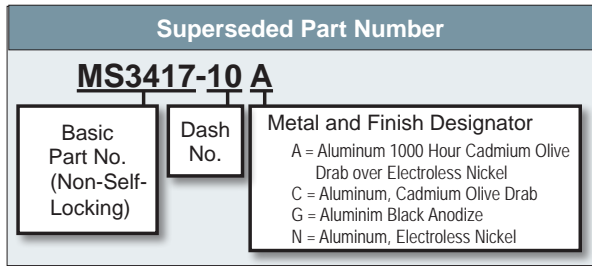 Superseded Part Number
MS3417-10 A
Basic
Part No.
(Non-Self-
Locking)
Dash
No.
Metal and Finish Designator
A = Aluminum 1000 Hour Cadmium Olive
Drab over Electroless Nickel
C = Aluminum, Cadmium Olive Drab
G = Aluminim Black Anodize
N = Aluminum, Electroless Nickel